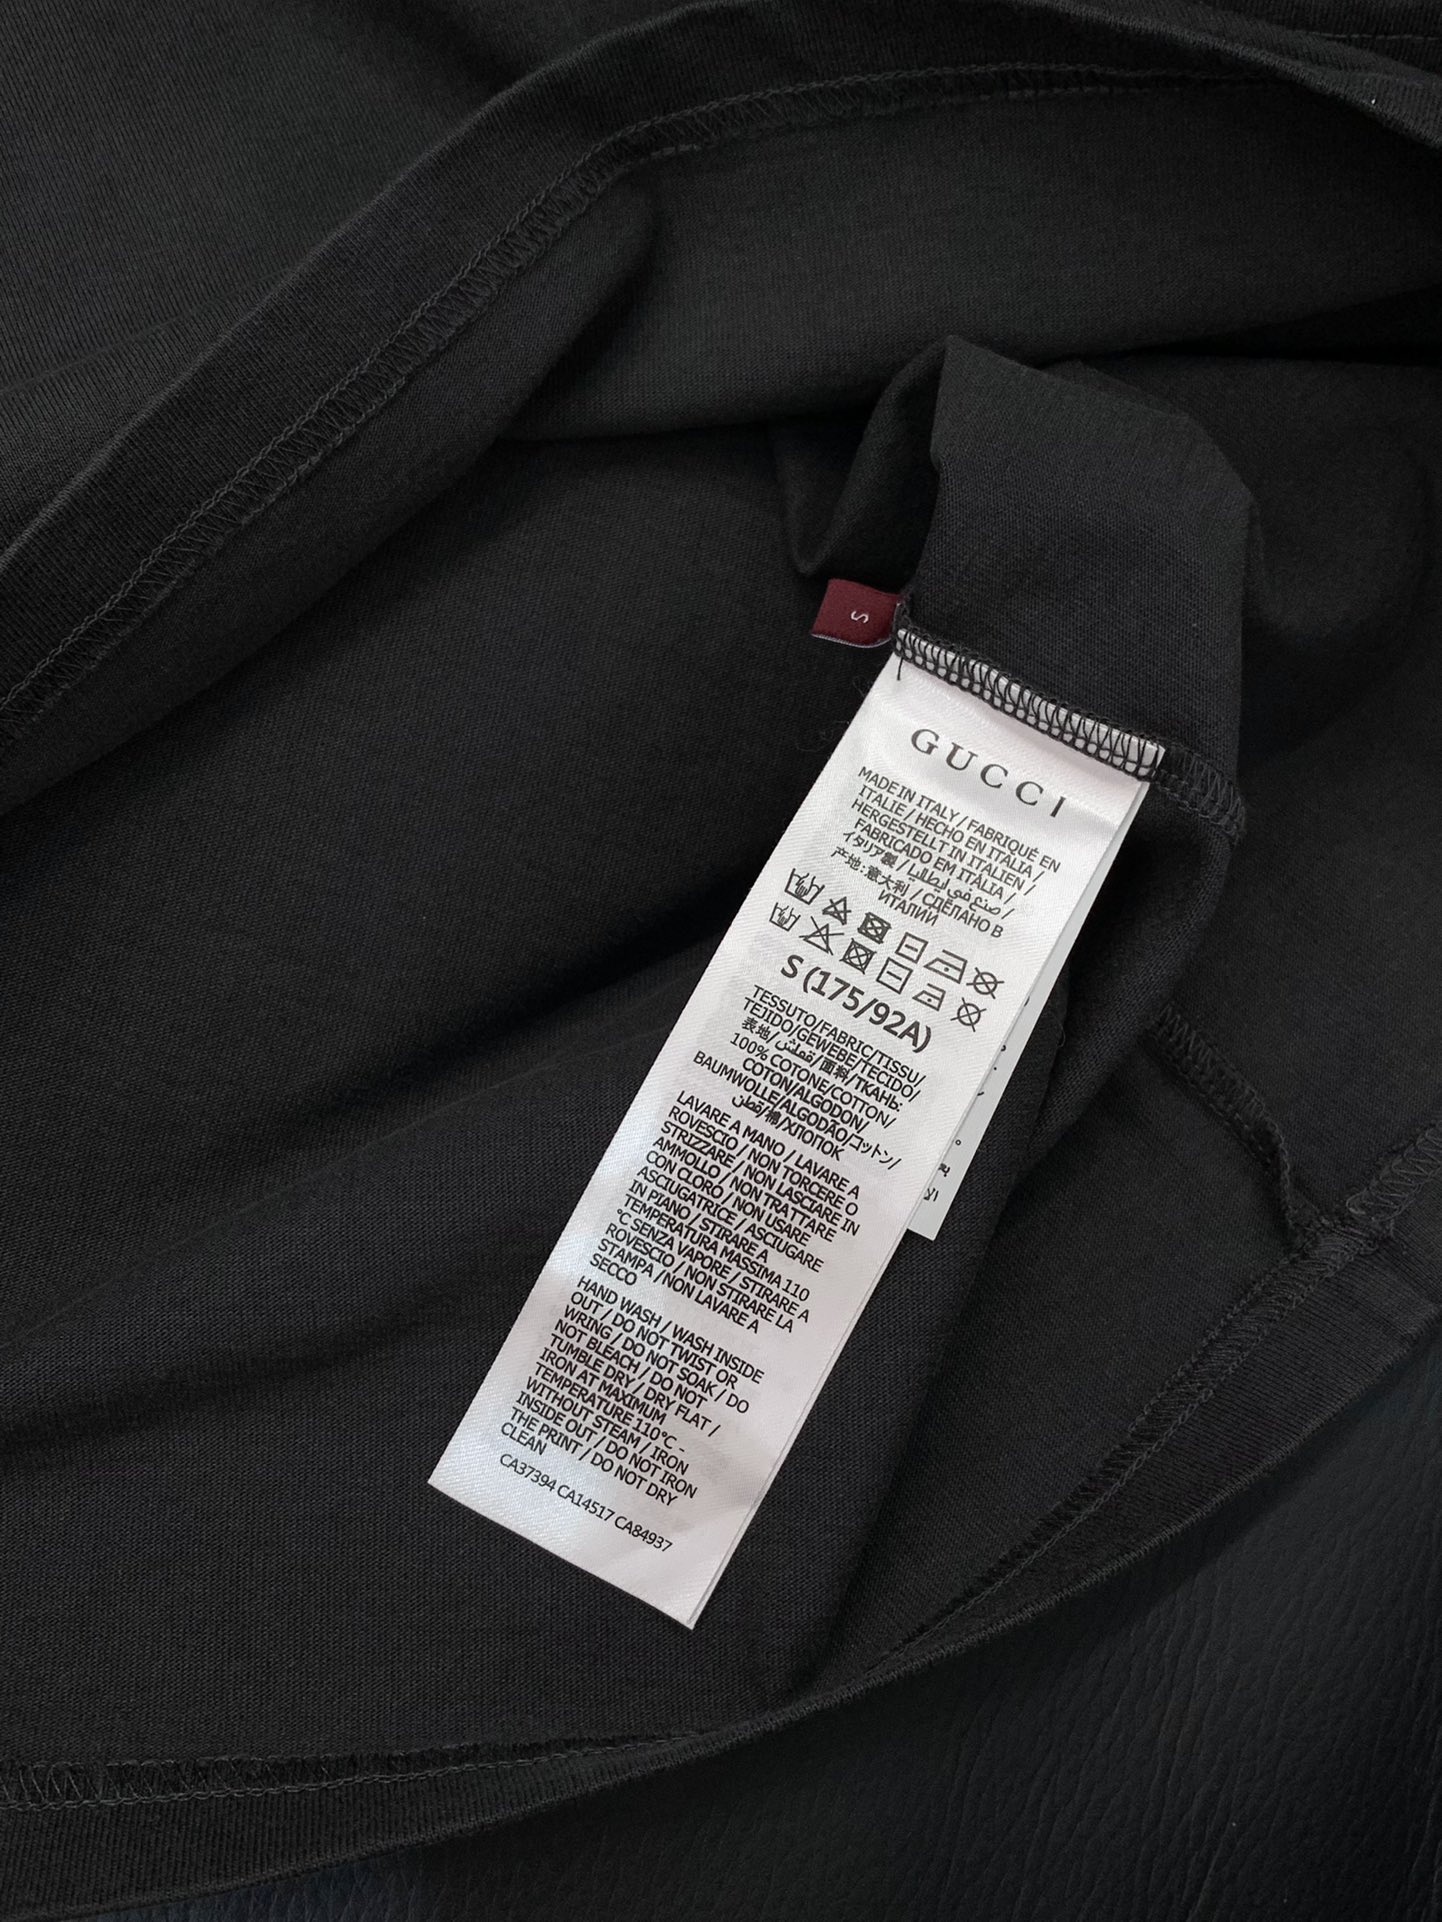 S
GUCCI
MADE IN ITALY / FABRIQUÉ EN
ITALIE / HECHO EN ITALIA /
HERGESTELLT IN ITALIEN /
FABRICADO EM ITÁLIA /
イタリア製 / صنع في إيطاليا /
产地：意大利 / СДЕЛАНО В
ИТАЛИИ
S (175/92A)
TESSUTO/FABRIC/TISSU/
TEJIDO/GEWEBE/TECIDO/
表地/قماش/面料/ТКАНЬ:
100% COTONE/COTTON/
COTON/ALGODON/
BAUMWOLLE/ALGODÃO/コットン/
قطن/棉/ХЛОПОК
LAVARE A MANO / LAVARE A
ROVESCIO / NON TORCERE O
STRIZZARE / NON LASCIARE IN
AMMOLLO / NON TRATTARE
CON CLORO / NON USARE
ASCIUGATRICE / ASCIUGARE
IN PIANO / STIRARE A
TEMPERATURA MASSIMA 110
°C SENZA VAPORE / STIRARE A
ROVESCIO / NON STIRARE LA
STAMPA / NON LAVARE A
SECCO
HAND WASH / WASH INSIDE
OUT / DO NOT TWIST OR
WRING / DO NOT SOAK / DO
NOT BLEACH / DO NOT
TUMBLE DRY / DRY FLAT /
IRON AT MAXIMUM
TEMPERATURE 110°C -
WITHOUT STEAM / IRON
INSIDE OUT / DO NOT IRON
THE PRINT / DO NOT DRY
CLEAN
CA37394 CA14517 CA84937